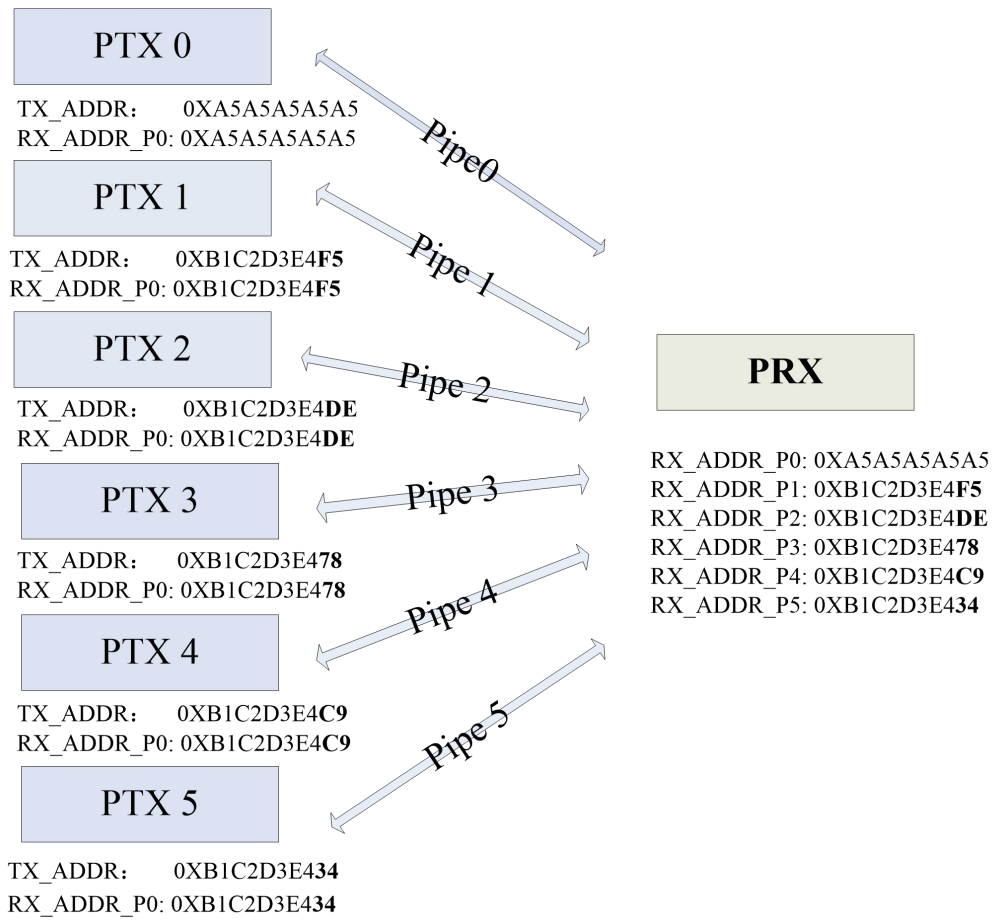 PTX 0
TX_ADDR： 0XA5A5A5A5A5
RX_ADDR_P0: 0XA5A5A5A5A5
Pipe0
PTX 1
TX_ADDR： 0XB1C2D3E4F5
RX_ADDR_P0: 0XB1C2D3E4F5
Pipe 1
PTX 2
TX_ADDR： 0XB1C2D3E4DE
RX_ADDR_P0: 0XB1C2D3E4DE
Pipe 2
PTX 3
TX_ADDR： 0XB1C2D3E478
RX_ADDR_P0: 0XB1C2D3E478
Pipe 3
PTX 4
TX_ADDR： 0XB1C2D3E4C9
RX_ADDR_P0: 0XB1C2D3E4C9
Pipe 4
PTX 5
TX_ADDR： 0XB1C2D3E434
RX_ADDR_P0: 0XB1C2D3E434
Pipe 5
PRX
RX_ADDR_P0: 0XA5A5A5A5A5
RX_ADDR_P1: 0XB1C2D3E4F5
RX_ADDR_P2: 0XB1C2D3E4DE
RX_ADDR_P3: 0XB1C2D3E478
RX_ADDR_P4: 0XB1C2D3E4C9
RX_ADDR_P5: 0XB1C2D3E434